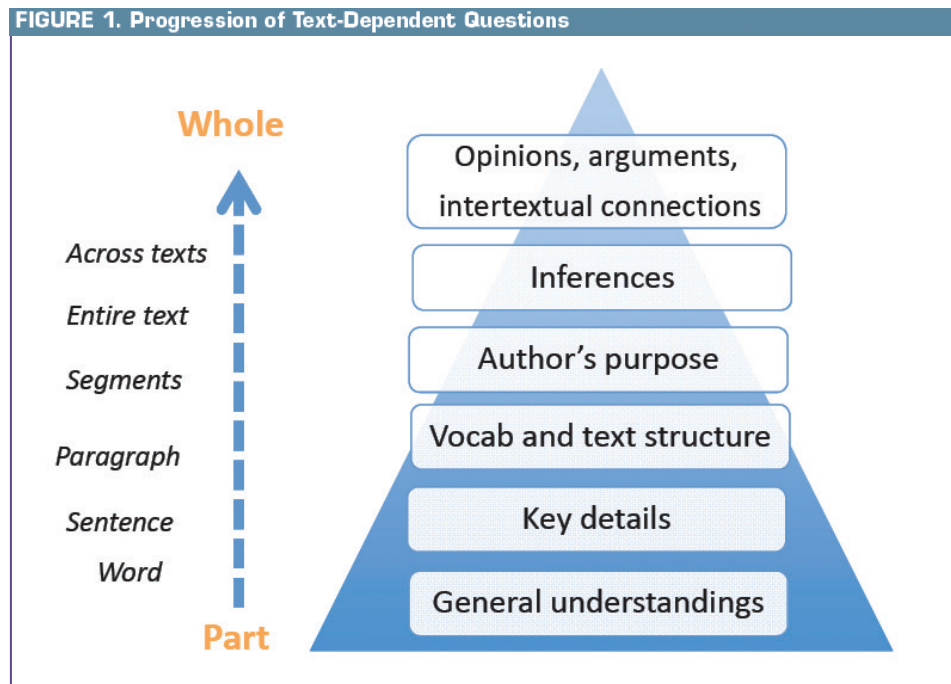 FIGURE 1. Progression of Text-Dependent Questions
Whole
Across texts
Entire text
Segments
Paragraph
Sentence
Word
Part
Opinions, arguments,
intertextual connections
Inferences
Author's purpose
Vocab and text structure
Key details
General understandings